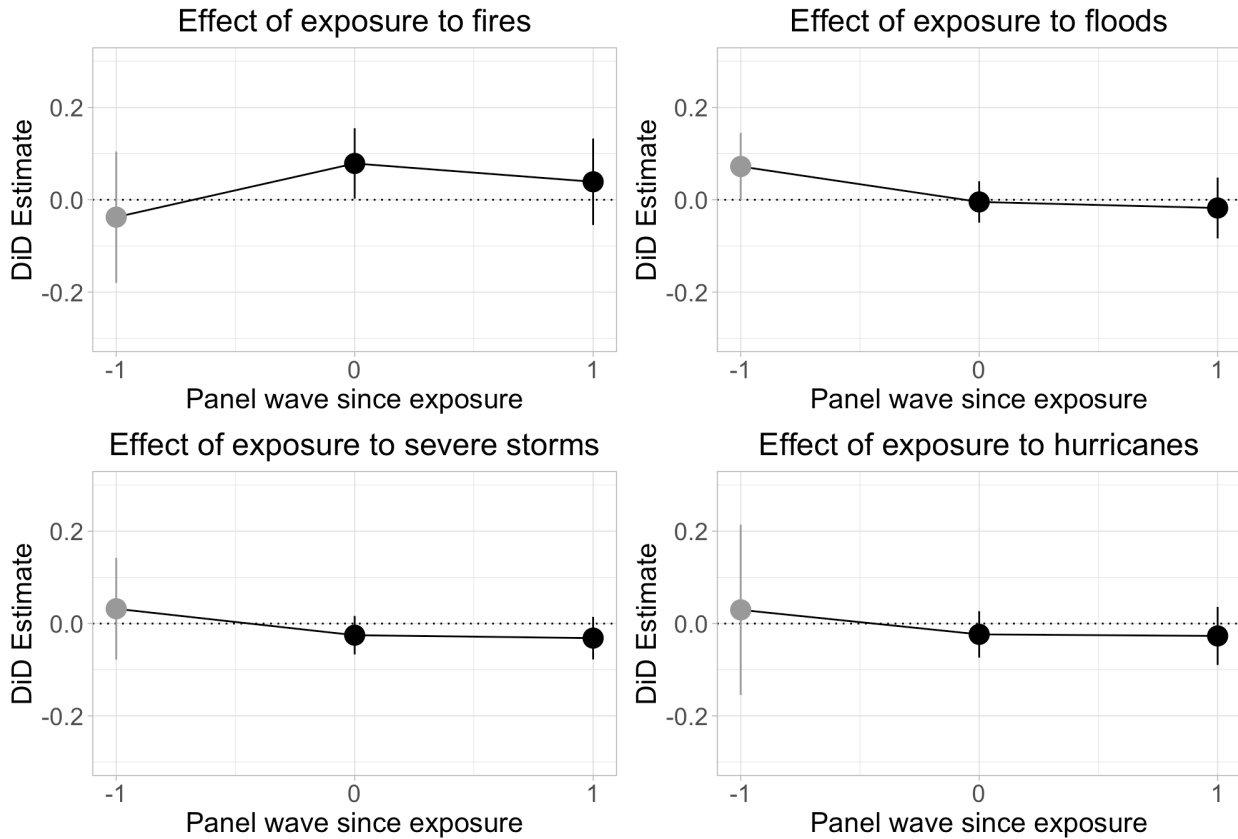 Effect of exposure to fires
DiD Estimate
0.2
0.0
-0.2
-1 0 1
Panel wave since exposure
Effect of exposure to floods
DiD Estimate
0.2
0.0
-0.2
-1 0 1
Panel wave since exposure
Effect of exposure to severe storms
DiD Estimate
0.2
0.0
-0.2
-1 0 1
Panel wave since exposure
Effect of exposure to hurricanes
DiD Estimate
0.2
0.0
-0.2
-1 0 1
Panel wave since exposure